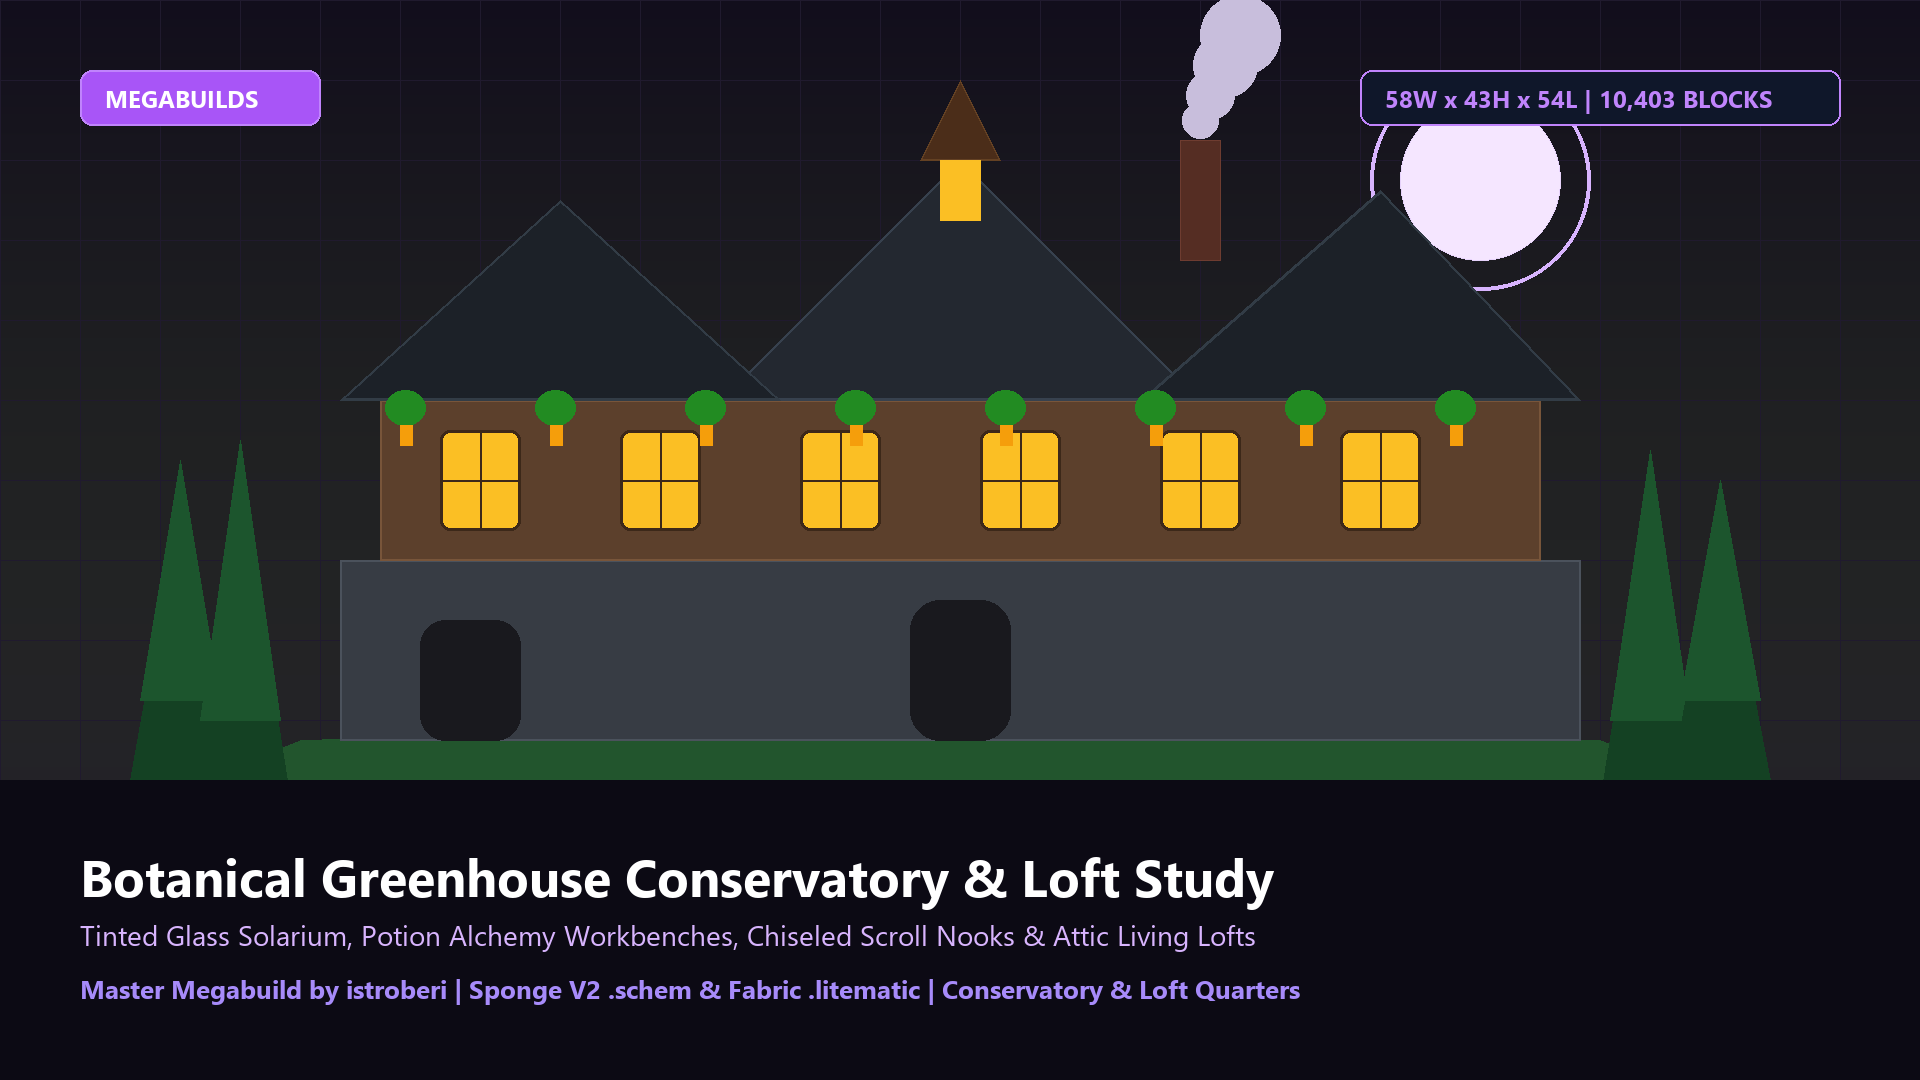 MEGABUILDS
58W x 43H x 54L | 10,403 BLOCKS
Botanical Greenhouse Conservatory & Loft Study
Tinted Glass Solarium, Potion Alchemy Workbenches, Chiseled Scroll Nooks & Attic Living Lofts
Master Megabuild by istroberi | Sponge V2 .schem & Fabric .litematic | Conservatory & Loft Quarters